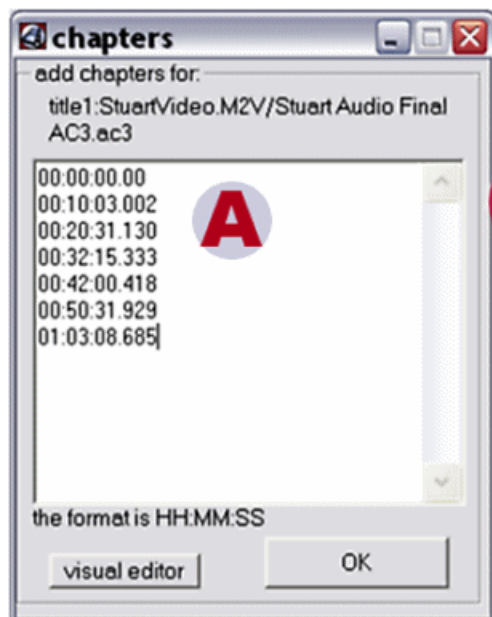 chapters
add chapters for:
title1:StuartVideo.M2V/Stuart Audio Final
AC3.ac3
00:00:00.00
00:10:03.002
00:20:31.130
00:32:15.333
00:42:00.418
00:50:31.929
01:03:08.685
A
the format is HH:MM:SS
visual editor
OK